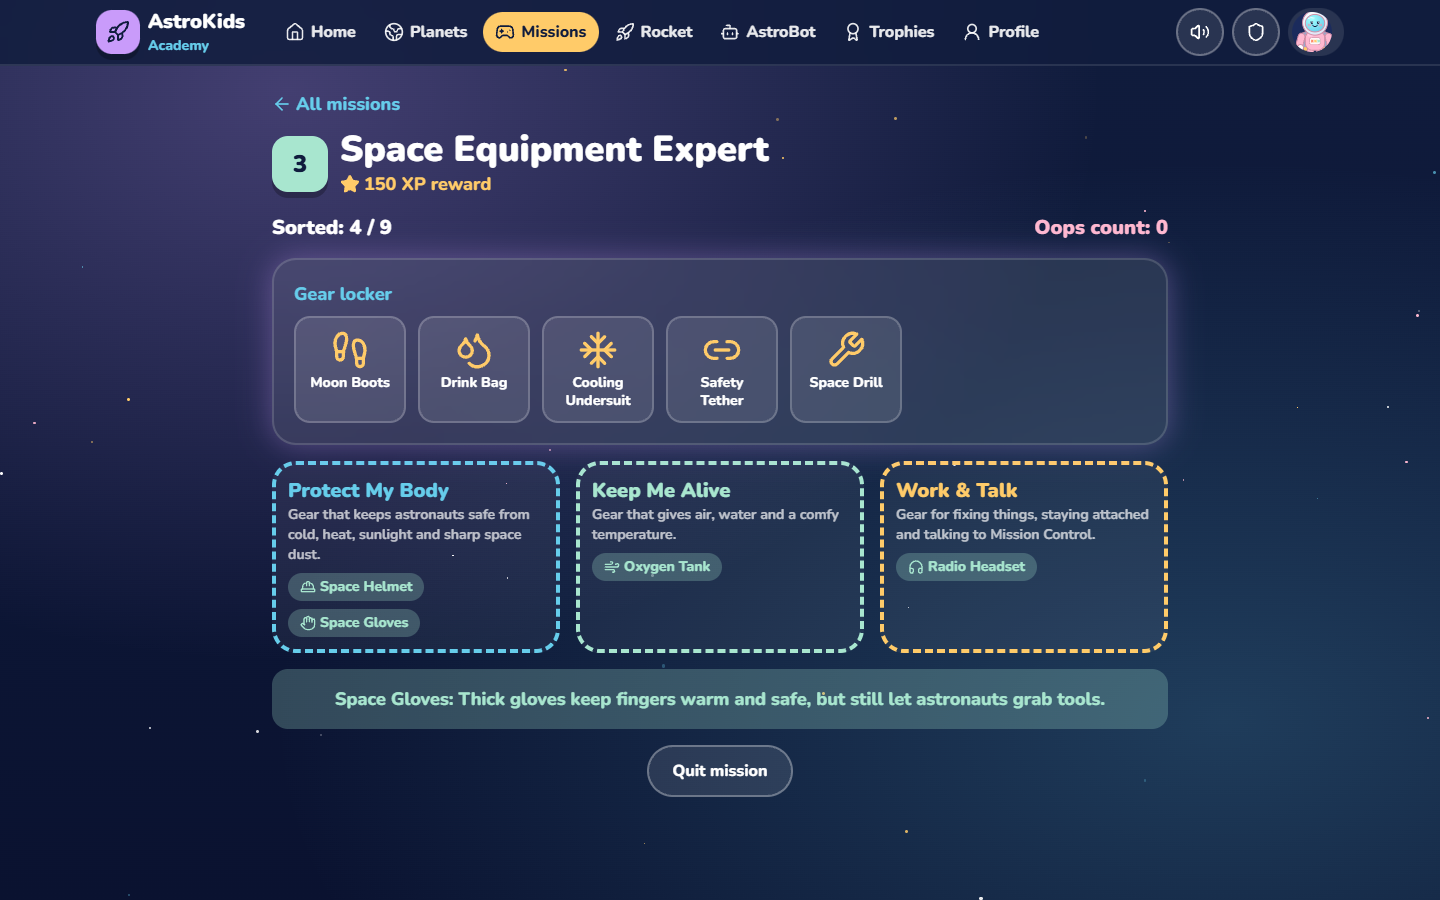 AstroKids
Academy
Home
Planets
Missions
Rocket
AstroBot
Trophies
Profile
All missions
3
Space Equipment Expert
150 XP reward
Sorted: 4 / 9
Oops count: 0
Gear locker
Moon Boots
Drink Bag
Cooling
Undersuit
Safety
Tether
Space Drill
Protect My Body
Gear that keeps astronauts safe from
cold, heat, sunlight and sharp space
dust.
Space Helmet
Space Gloves
Keep Me Alive
Gear that gives air, water and a comfy
temperature.
Oxygen Tank
Work & Talk
Gear for fixing things, staying attached
and talking to Mission Control.
Radio Headset
Space Gloves: Thick gloves keep fingers warm and safe, but still let astronauts grab tools.
Quit mission